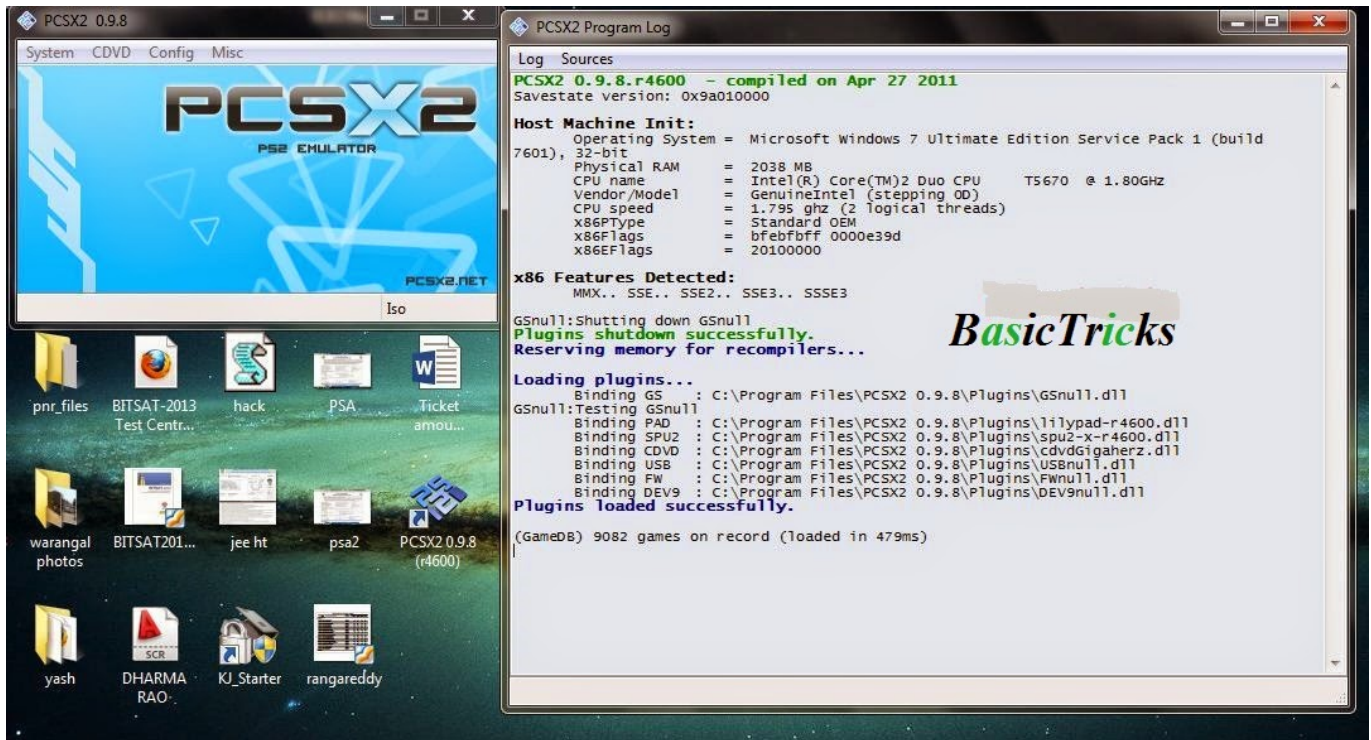 PCSX2 0.9.8
System CDVD Config Misc
PCSX2
PS2 EMULATOR
PCSX2.NET
Iso
pnr_files
BITSAT-2013
Test Centr...
hack
PSA
Ticket
amou...
warangal
photos
BITSAT201...
jee ht
psa2
PCSX2 0.9.8
(r4600)
yash
SCR
DHARMA
RAO-.
KJ_Starter
rangareddy
PCSX2 Program Log
Log Sources
PCSX2 0.9.8.r4600 - compiled on Apr 27 2011
Savestate version: 0x9a010000
Host Machine Init:
Operating System = Microsoft Windows 7 Ultimate Edition Service Pack 1 (build
7601), 32-bit
Physical RAM = 2038 MB
CPU name = Intel(R) Core(TM)2 Duo CPU T5670 @ 1.80GHz
Vendor/Model = GenuineIntel (stepping 0D)
CPU speed = 1.795 ghz (2 logical threads)
x86PType = Standard OEM
x86Flags = bfebfbff 0000e39d
x86EFlags = 20100000
x86 Features Detected:
MMX.. SSE.. SSE2.. SSE3.. SSSE3
BasicTricks
GSnull:Shutting down GSnull
Plugins shutdown successfully.
Reserving memory for recompilers...
Loading plugins...
Binding GS : C:\Program Files\PCSX2 0.9.8\Plugins\GSnull.dll
GSnull:Testing GSnull
Binding PAD : C:\Program Files\PCSX2 0.9.8\Plugins\lilypad-r4600.dll
Binding SPU2 : C:\Program Files\PCSX2 0.9.8\Plugins\spu2-x-r4600.dll
Binding CDVD : C:\Program Files\PCSX2 0.9.8\Plugins\cdvdGigaherz.dll
Binding USB : C:\Program Files\PCSX2 0.9.8\Plugins\USBnull.dll
Binding FW : C:\Program Files\PCSX2 0.9.8\Plugins\FWnull.dll
Binding DEV9 : C:\Program Files\PCSX2 0.9.8\Plugins\DEV9null.dll
Plugins loaded successfully.
(GameDB) 9082 games on record (loaded in 479ms)